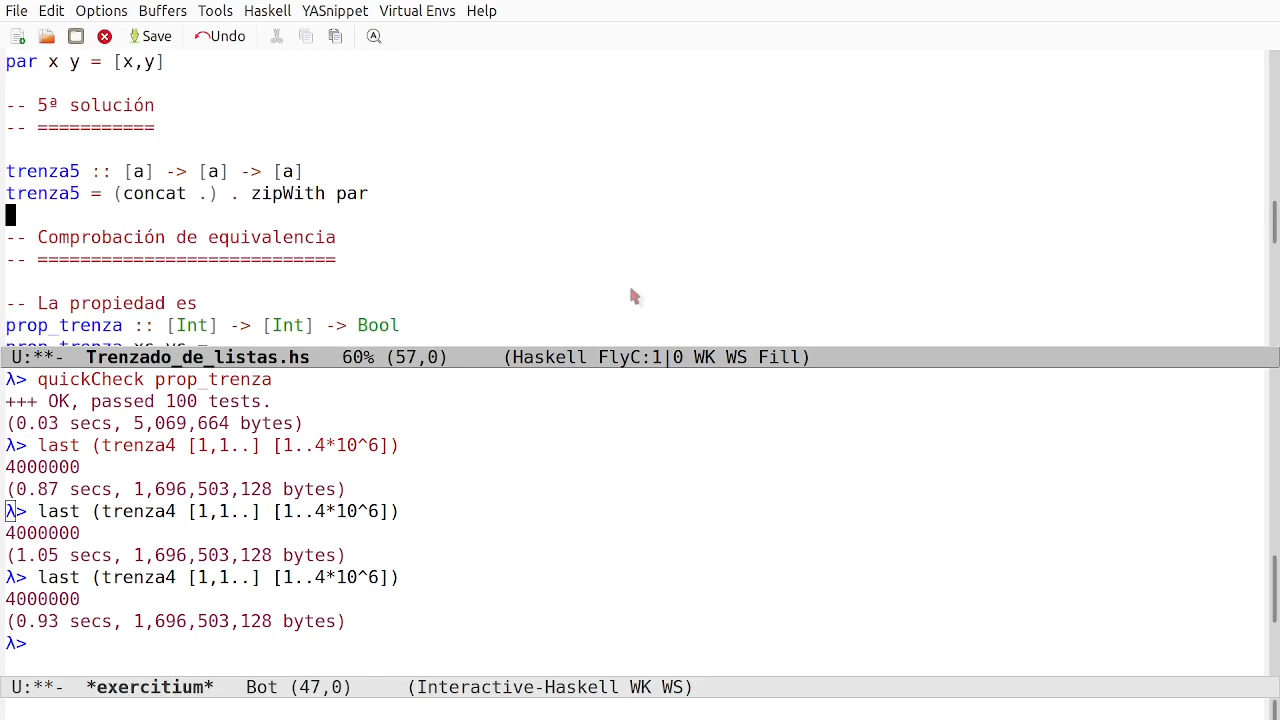 File Edit Options Buffers Tools Haskell YASnippet Virtual Envs Help
Save Undo
par x y = [x,y]
-- 5ª solución
-- ===========
trenza5 :: [a] -> [a] -> [a]
trenza5 = (concat .) . zipWith par
-- Comprobación de equivalencia
-- ============================
-- La propiedad es
prop_trenza :: [Int] -> [Int] -> Bool
prop_trenza xs ys =
U:**- Trenzado_de_listas.hs 60% (57,0) (Haskell FlyC:1|0 WK WS Fill)
λ> quickCheck prop_trenza
+++ OK, passed 100 tests.
(0.03 secs, 5,069,664 bytes)
λ> last (trenza4 [1,1..] [1..4*10^6])
4000000
(0.87 secs, 1,696,503,128 bytes)
λ> last (trenza4 [1,1..] [1..4*10^6])
4000000
(1.05 secs, 1,696,503,128 bytes)
λ> last (trenza4 [1,1..] [1..4*10^6])
4000000
(0.93 secs, 1,696,503,128 bytes)
λ>
U:**- *exercitium* Bot (47,0) (Interactive-Haskell WK WS)